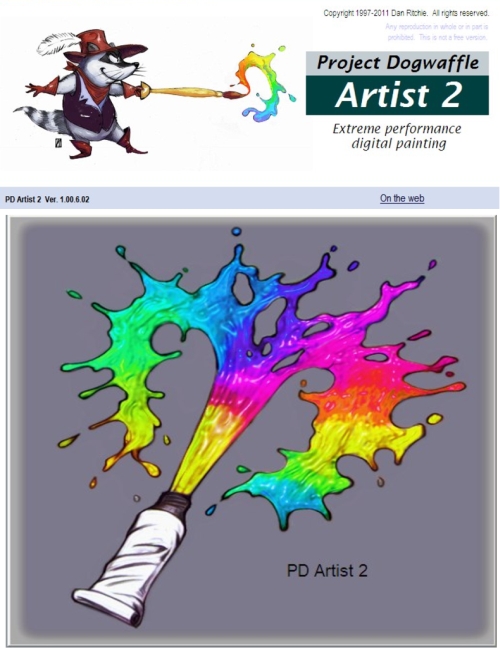 Copyright 1997-2011 Dan Ritchie. All rights reserved.
Any reproduction in whole or in part is
prohibited. This is not a free version.
Project Dogwaffle
Artist 2
Extreme performance
digital painting
PD Artist 2 Ver. 1.00.6.02
On the web
PD Artist 2